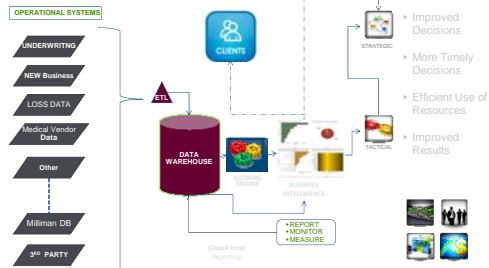 OPERATIONAL SYSTEMS
UNDERWRITNG
NEW Business
LOSS DATA
Medical Vendor
Data
Other
Milliman DB
3RD PARTY
ETL
DATA
WAREHOUSE
CLIENTS
SCORING
ENGINE
BUSINESS
INTELLIGENCE
• REPORT
• MONITOR
• MEASURE
Closed Loop
Reporting
STRATEGIC
TACTICAL
• Improved
Decisions
• More Timely
Decisions
• Efficient Use of
Resources
• Improved
Results